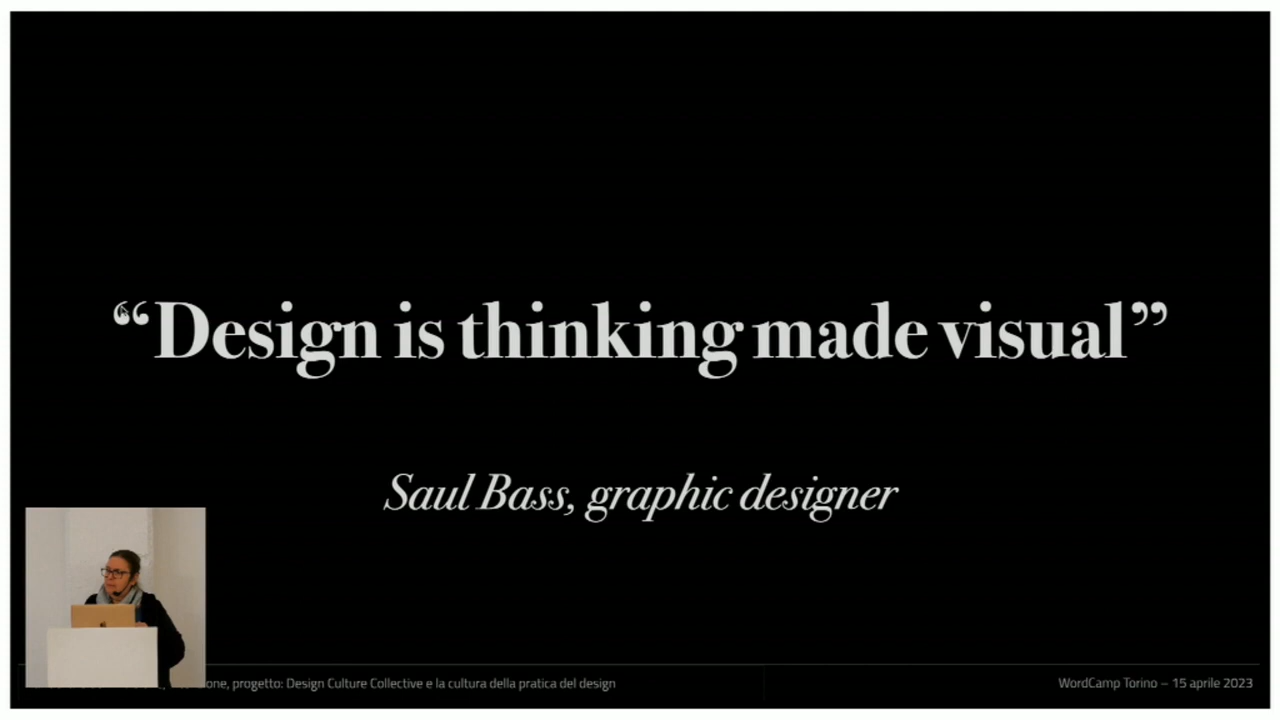 “Design is thinking made visual”
Saul Bass, graphic designer
progetto: Design Culture Collective e la cultura della pratica del design
WordCamp Torino – 15 aprile 2023